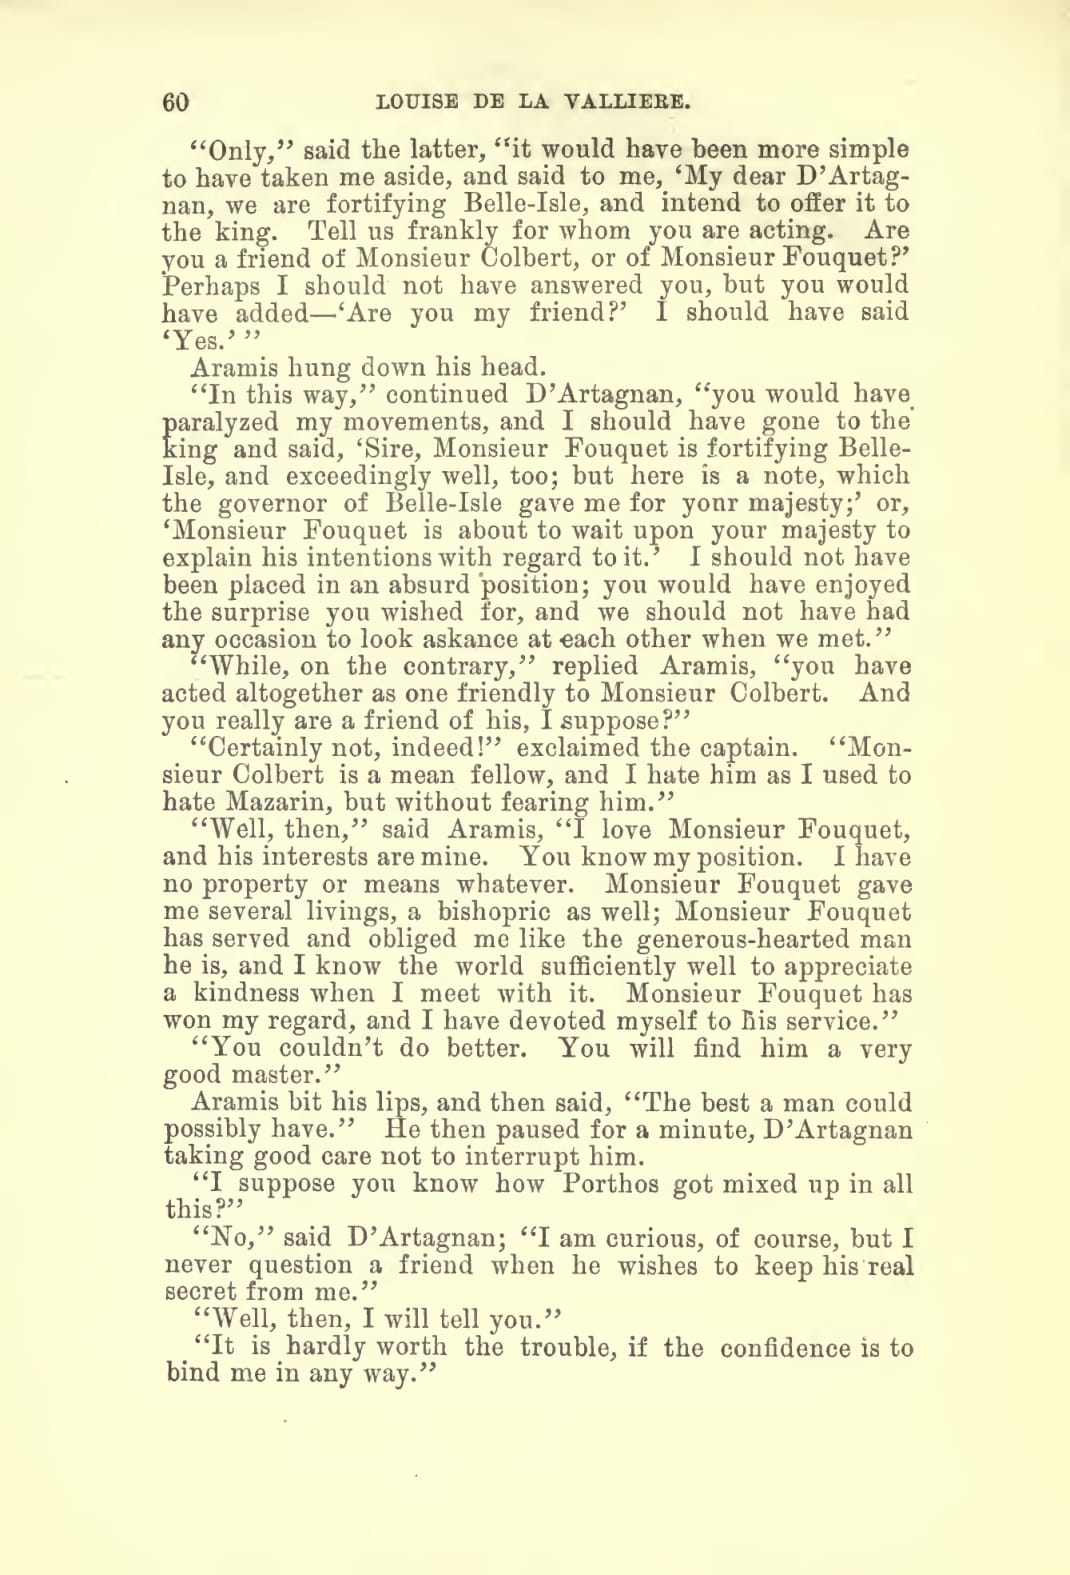 60 LOUISE DE LA VALLIERE.
“Only,” said the latter, “it would have been more simple
to have taken me aside, and said to me, ‘My dear D’Artag-
nan, we are fortifying Belle-Isle, and intend to offer it to
the king. Tell us frankly for whom you are acting. Are
you a friend of Monsieur Colbert, or of Monsieur Fouquet?’
Perhaps I should not have answered you, but you would
have added—‘Are you my friend?’ I should have said
‘Yes.’ ”
Aramis hung down his head.
“In this way,” continued D’Artagnan, “you would have
paralyzed my movements, and I should have gone to the
king and said, ‘Sire, Monsieur Fouquet is fortifying Belle-
Isle, and exceedingly well, too; but here is a note, which
the governor of Belle-Isle gave me for yonr majesty;’ or,
‘Monsieur Fouquet is about to wait upon your majesty to
explain his intentions with regard to it.’ I should not have
been placed in an absurd position; you would have enjoyed
the surprise you wished for, and we should not have had
any occasion to look askance at each other when we met.”
“While, on the contrary,” replied Aramis, “you have
acted altogether as one friendly to Monsieur Colbert. And
you really are a friend of his, I suppose?”
“Certainly not, indeed!” exclaimed the captain. “Mon-
sieur Colbert is a mean fellow, and I hate him as I used to
hate Mazarin, but without fearing him.”
“Well, then,” said Aramis, “I love Monsieur Fouquet,
and his interests are mine. You know my position. I have
no property or means whatever. Monsieur Fouquet gave
me several livings, a bishopric as well; Monsieur Fouquet
has served and obliged me like the generous-hearted man
he is, and I know the world sufficiently well to appreciate
a kindness when I meet with it. Monsieur Fouquet has
won my regard, and I have devoted myself to his service.”
“You couldn’t do better. You will find him a very
good master.”
Aramis bit his lips, and then said, “The best a man could
possibly have.” He then paused for a minute, D’Artagnan
taking good care not to interrupt him.
“I suppose you know how Porthos got mixed up in all
this?”
“No,” said D’Artagnan; “I am curious, of course, but I
never question a friend when he wishes to keep his real
secret from me.”
“Well, then, I will tell you.”
“It is hardly worth the trouble, if the confidence is to
bind me in any way.”